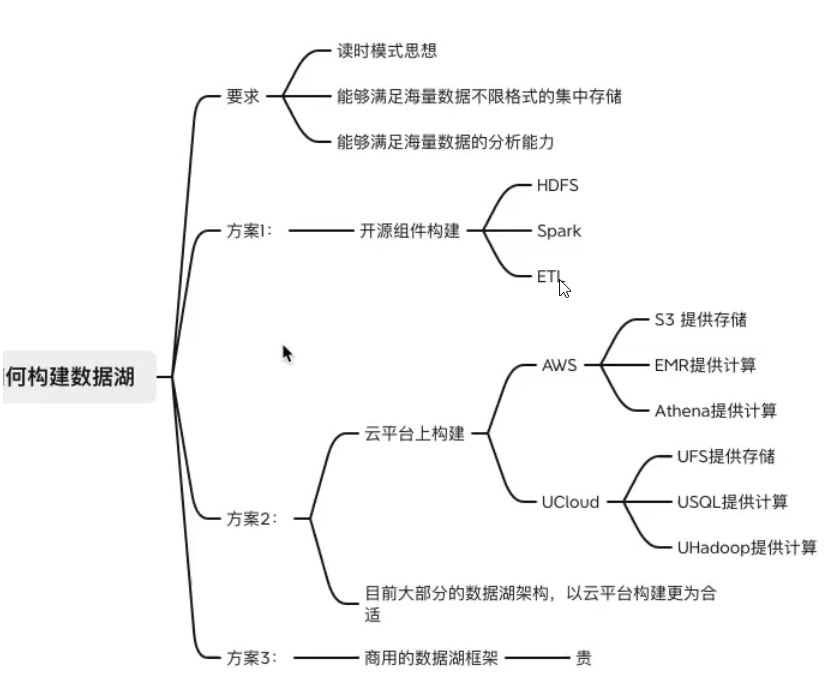 何构建数据湖
要求
读时模式思想
能够满足海量数据不限格式的集中存储
能够满足海量数据的分析能力
方案1:
开源组件构建
HDFS
Spark
ETL
方案2:
云平台上构建
AWS
S3 提供存储
EMR提供计算
Athena提供计算
UCloud
UFS提供存储
USQL提供计算
UHadoop提供计算
目前大部分的数据湖架构，以云平台构建更为合
适
方案3:
商用的数据湖框架
贵